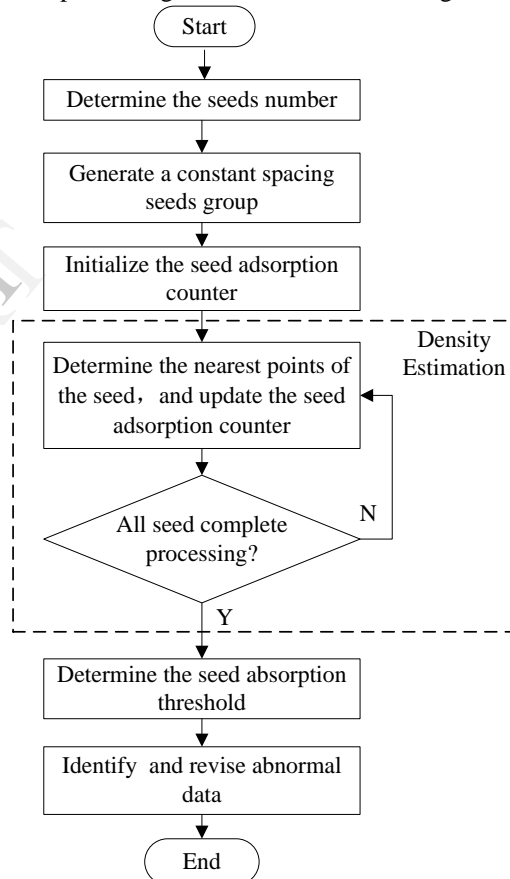 Start
Determine the seeds number
Generate a constant spacing
seeds group
Initialize the seed adsorption
counter
Density
Estimation
Determine the nearest points of
the seed，and update the seed
adsorption counter
N
All seed complete
processing?
Y
Determine the seed absorption
threshold
Identify and revise abnormal
data
End